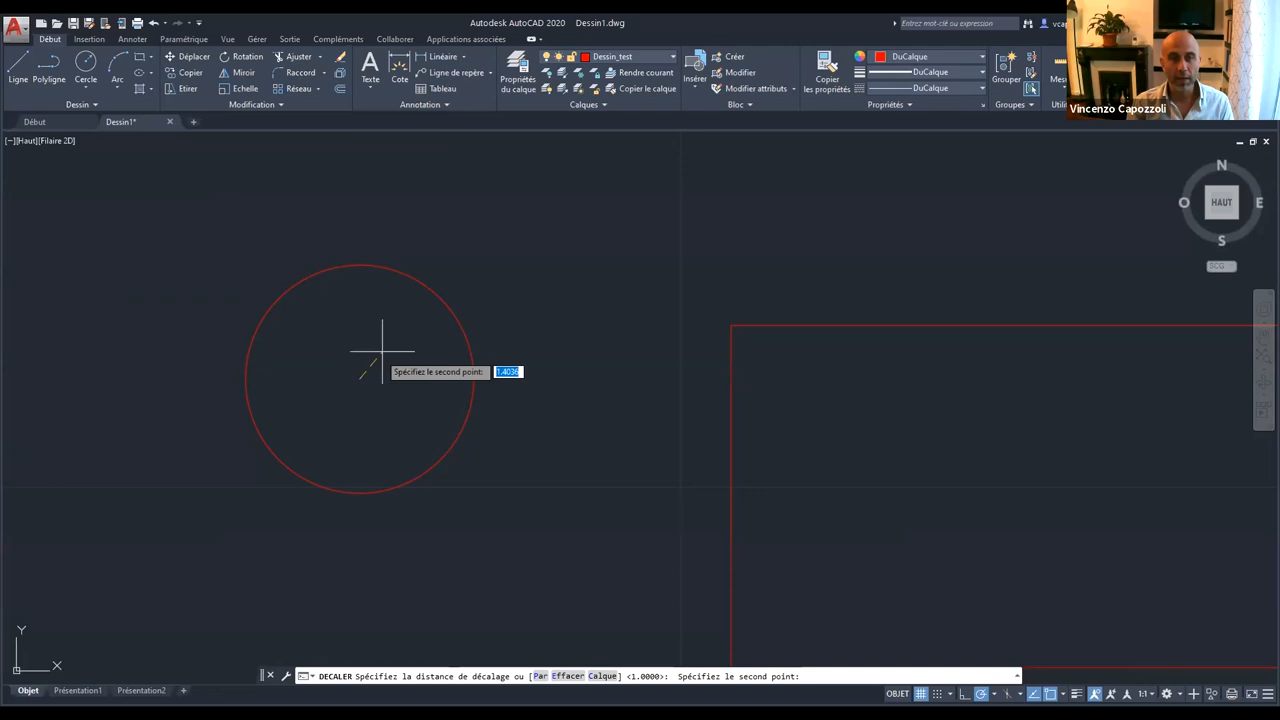 Autodesk AutoCAD 2020 Dessin1.dwg
Entrez mot-clé ou expression
Début Insertion Annoter Paramétrique Vue Gérer Sortie Compléments Collaborer Applications associées
Ligne Polyligne Cercle Arc
Déplacer Rotation Ajuster
Copier Miroir Raccord
Etirer Echelle Réseau
Texte Cote
Linéaire
Ligne de repère
Tableau
Propriétés du calque
Dessin_test
Rendre courant
Copier le calque
Insérer
Créer
Modifier
Modifier attributs
Copier les propriétés
DuCalque
DuCalque
DuCalque
Grouper
Dessin Modification Annotation Calques Bloc Propriétés Groupes
Vincenzo Capozzoli
Début Dessin1*
[−][Haut][Filaire 2D]
N
O HAUT E
S
SCG
Spécifiez le second point: 1.4036
Y
X
DECALER Spécifiez la distance de décalage ou [Par Effacer Calque] <1.0000>: Spécifiez le second point:
Objet Présentation1 Présentation2
OBJET 1:1